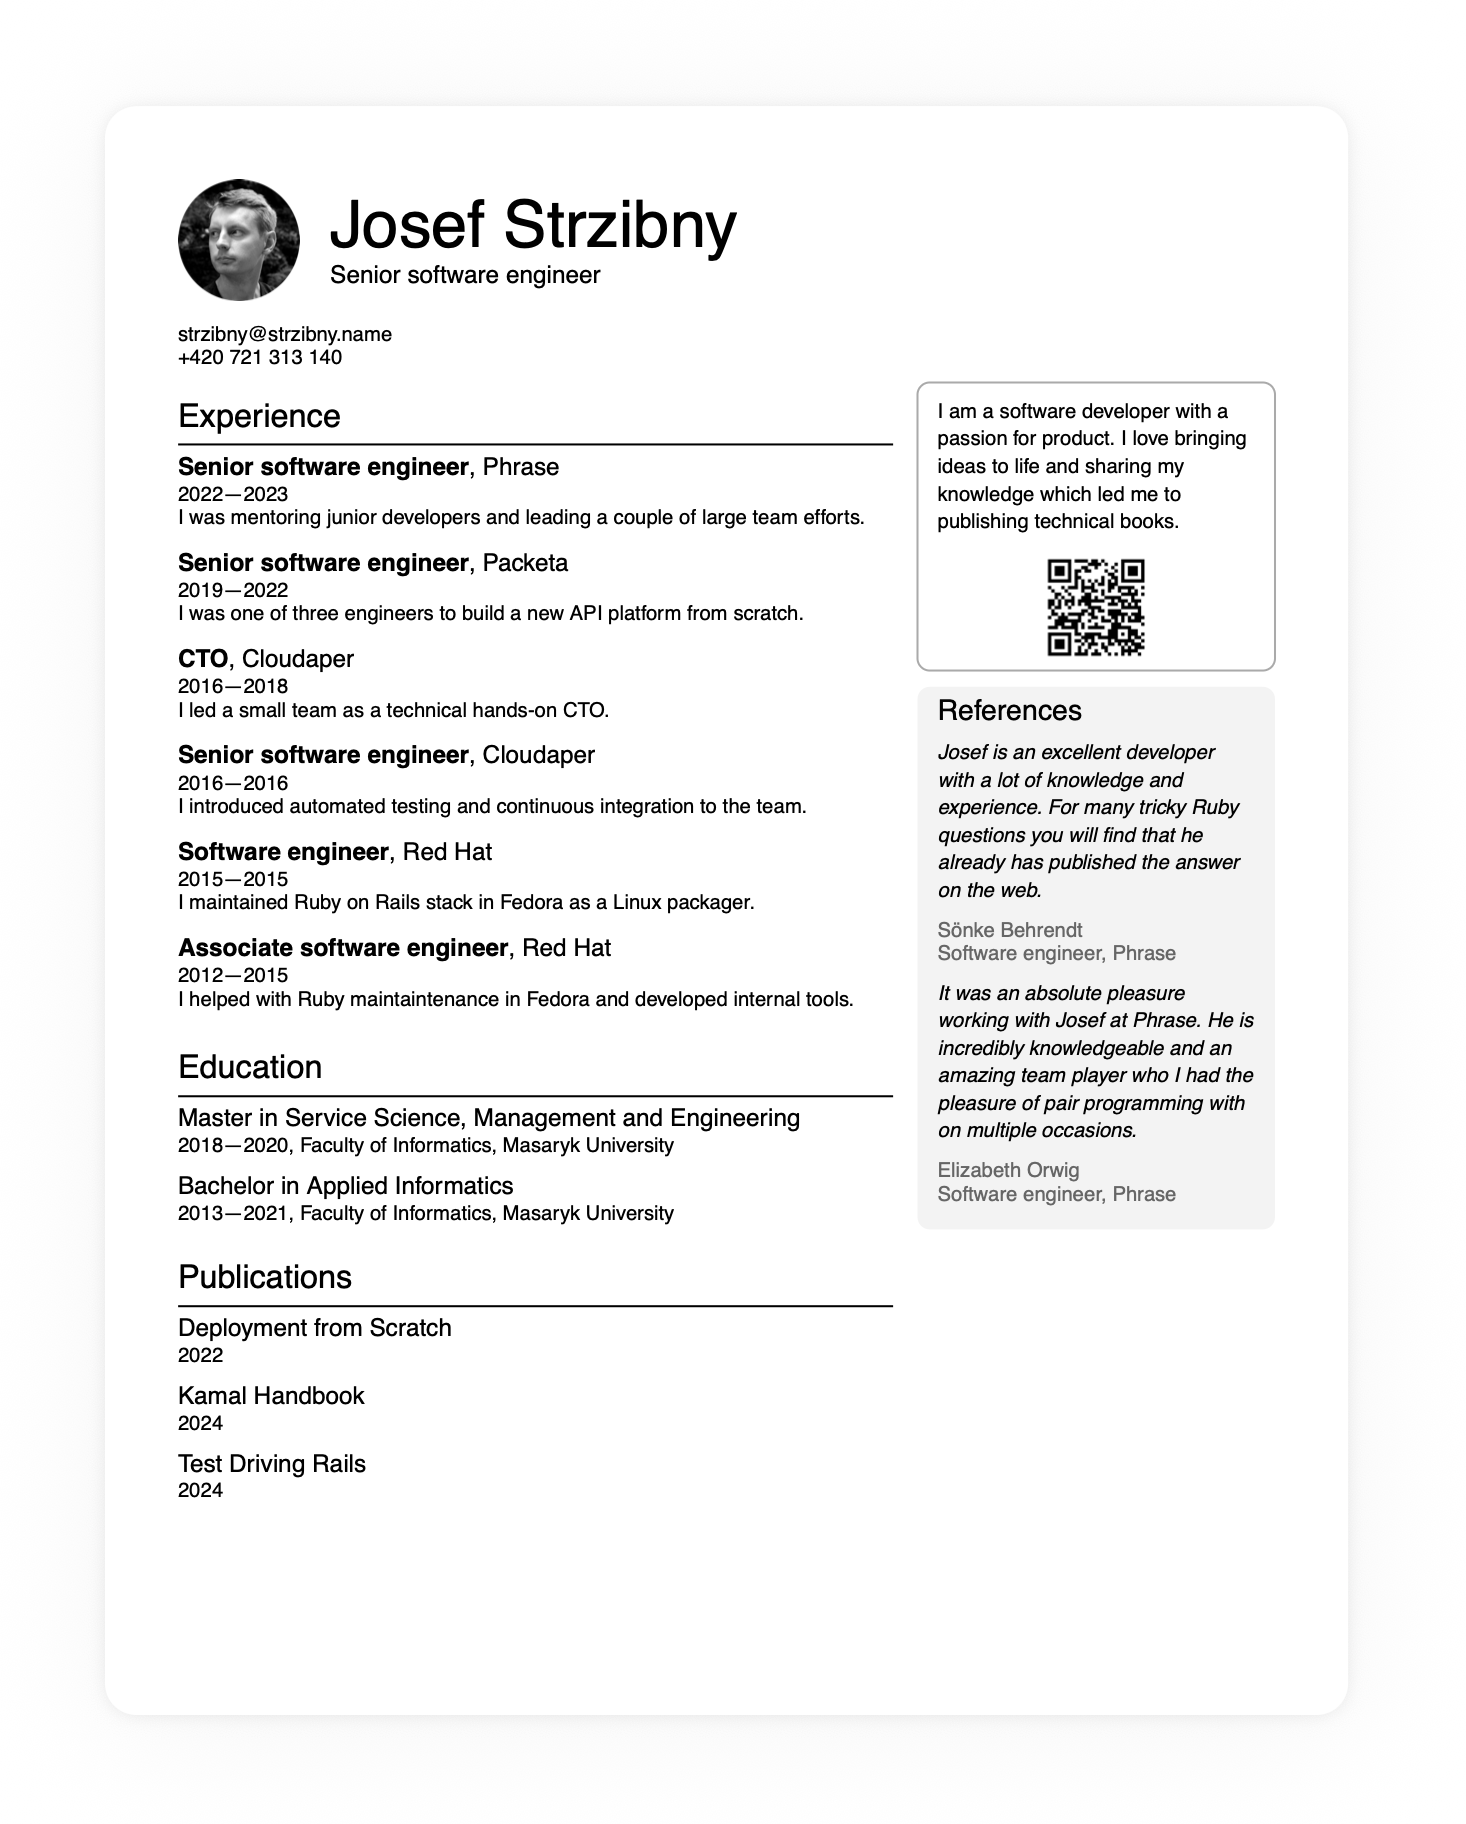 Josef Strzibny
Senior software engineer
strzibny@strzibny.name
+420 721 313 140
Experience
Senior software engineer, Phrase
2022—2023
I was mentoring junior developers and leading a couple of large team efforts.
Senior software engineer, Packeta
2019—2022
I was one of three engineers to build a new API platform from scratch.
CTO, Cloudaper
2016—2018
I led a small team as a technical hands-on CTO.
Senior software engineer, Cloudaper
2016—2016
I introduced automated testing and continuous integration to the team.
Software engineer, Red Hat
2015—2015
I maintained Ruby on Rails stack in Fedora as a Linux packager.
Associate software engineer, Red Hat
2012—2015
I helped with Ruby maintaintenance in Fedora and developed internal tools.
Education
Master in Service Science, Management and Engineering
2018—2020, Faculty of Informatics, Masaryk University
Bachelor in Applied Informatics
2013—2021, Faculty of Informatics, Masaryk University
Publications
Deployment from Scratch
2022
Kamal Handbook
2024
Test Driving Rails
2024
I am a software developer with a
passion for product. I love bringing
ideas to life and sharing my
knowledge which led me to
publishing technical books.
References
Josef is an excellent developer
with a lot of knowledge and
experience. For many tricky Ruby
questions you will find that he
already has published the answer
on the web.
Sönke Behrendt
Software engineer, Phrase
It was an absolute pleasure
working with Josef at Phrase. He is
incredibly knowledgeable and an
amazing team player who I had the
pleasure of pair programming with
on multiple occasions.
Elizabeth Orwig
Software engineer, Phrase